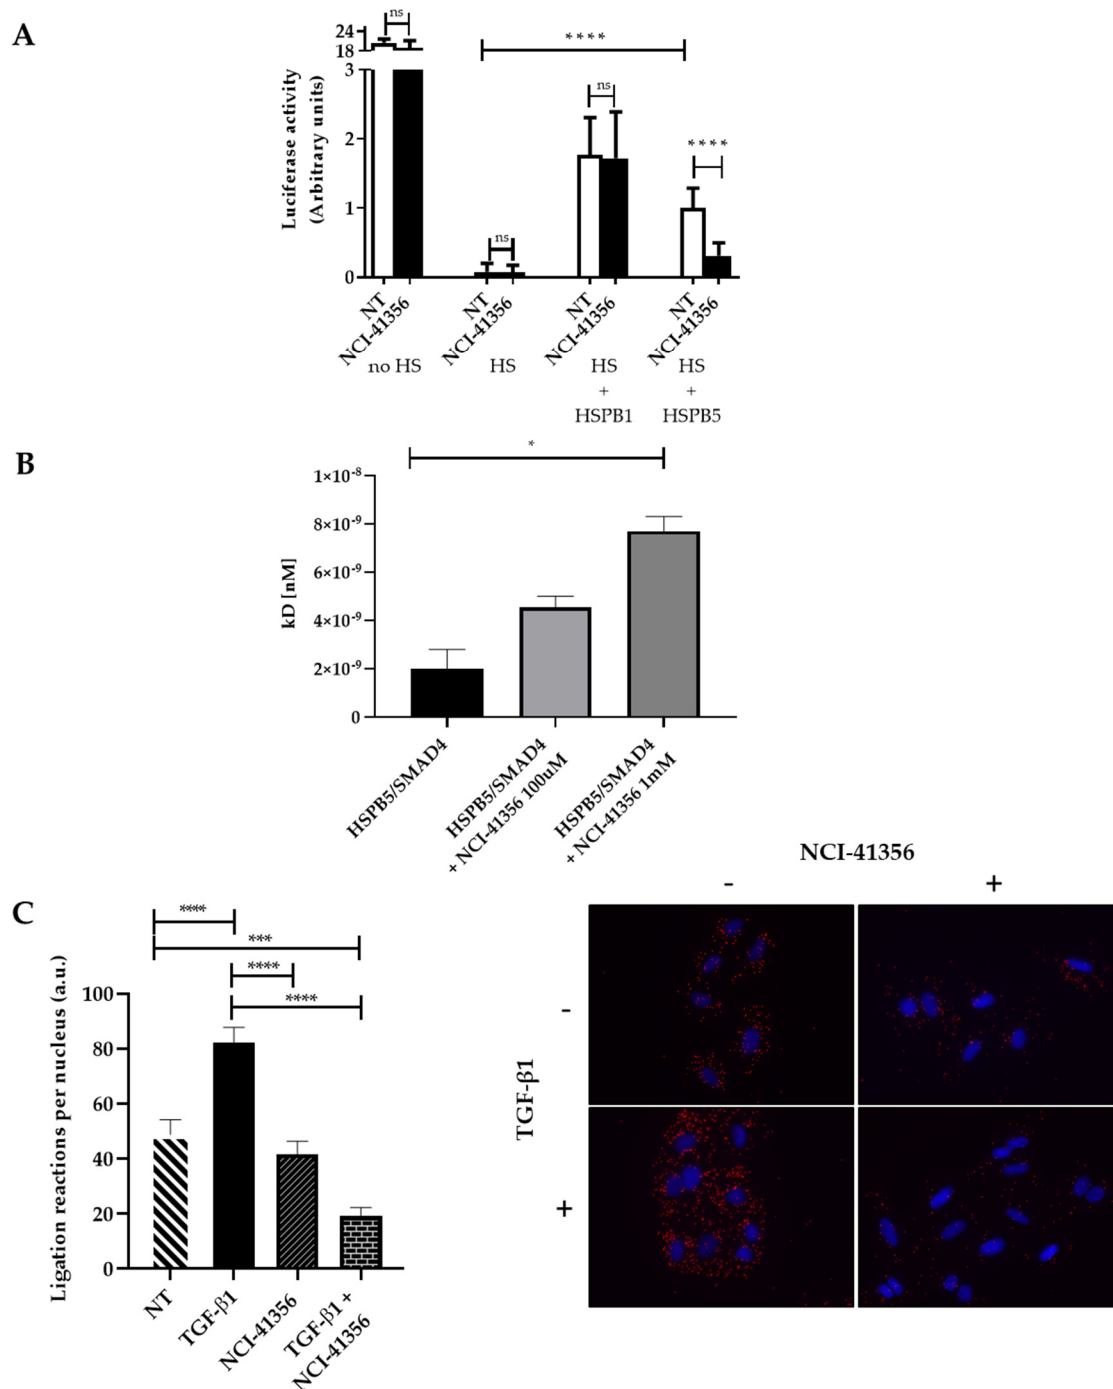 A
Luciferase activity
(Arbitrary units)
24
18
3
2
1
0
ns
ns
ns
****
****
NT
NCI-41356
NT
NCI-41356
NT
NCI-41356
NT
NCI-41356
no HS
HS
HS
+
HSPB1
HS
+
HSPB5
B
*
kD [nM]
1×10⁻⁸
8×10⁻⁹
6×10⁻⁹
4×10⁻⁹
2×10⁻⁹
0
HSPB5/SMAD4
HSPB5/SMAD4
+ NCI-41356 100uM
HSPB5/SMAD4
+ NCI-41356 1mM
C
****
***
****
****
Ligation reactions per nucleus (a.u.)
100
80
60
40
20
0
NT
TGF-β1
NCI-41356
TGF-β1 +
NCI-41356
NCI-41356
- +
TGF-β1
-
+